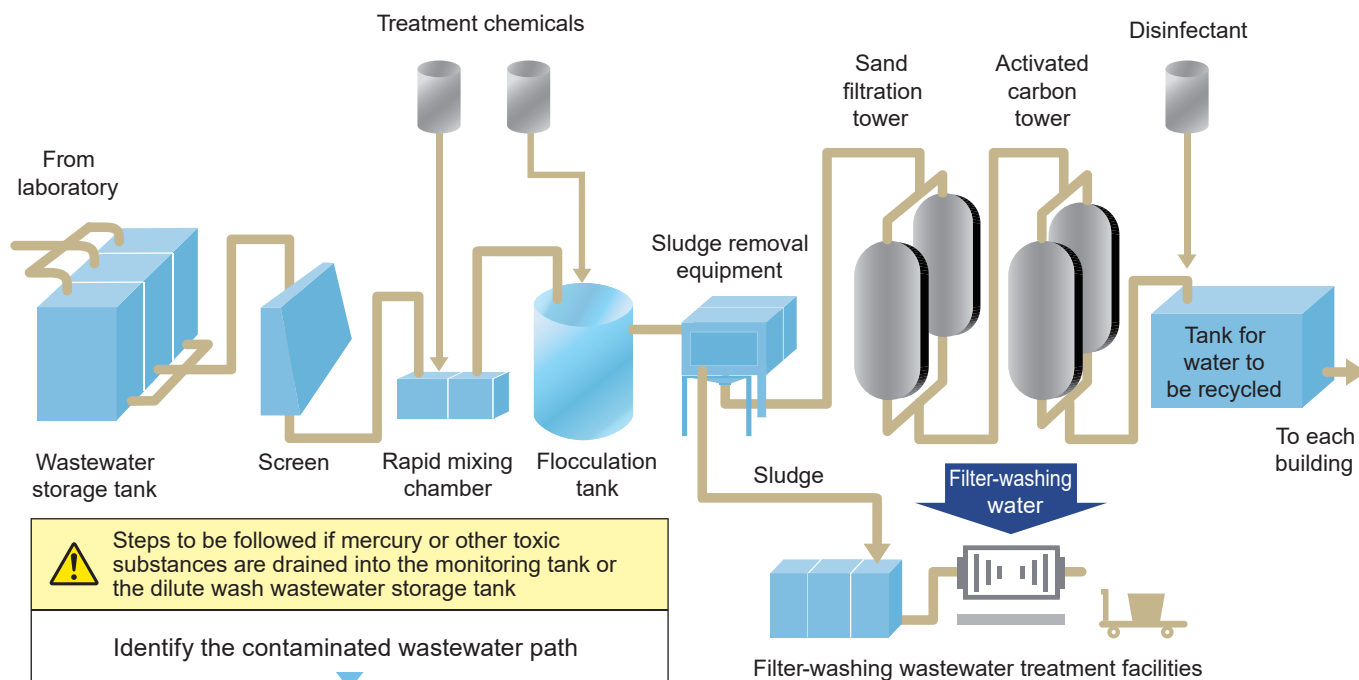 Treatment chemicals
Disinfectant
Sand
filtration
tower
Activated
carbon
tower
From
laboratory
Sludge removal
equipment
Tank for
water to
be recycled
To each
building
Wastewater
storage tank
Screen
Rapid mixing
chamber
Flocculation
tank
Sludge
Filter-washing
water
Steps to be followed if mercury or other toxic
substances are drained into the monitoring tank or
the dilute wash wastewater storage tank
Identify the contaminated wastewater path
Filter-washing wastewater treatment facilities